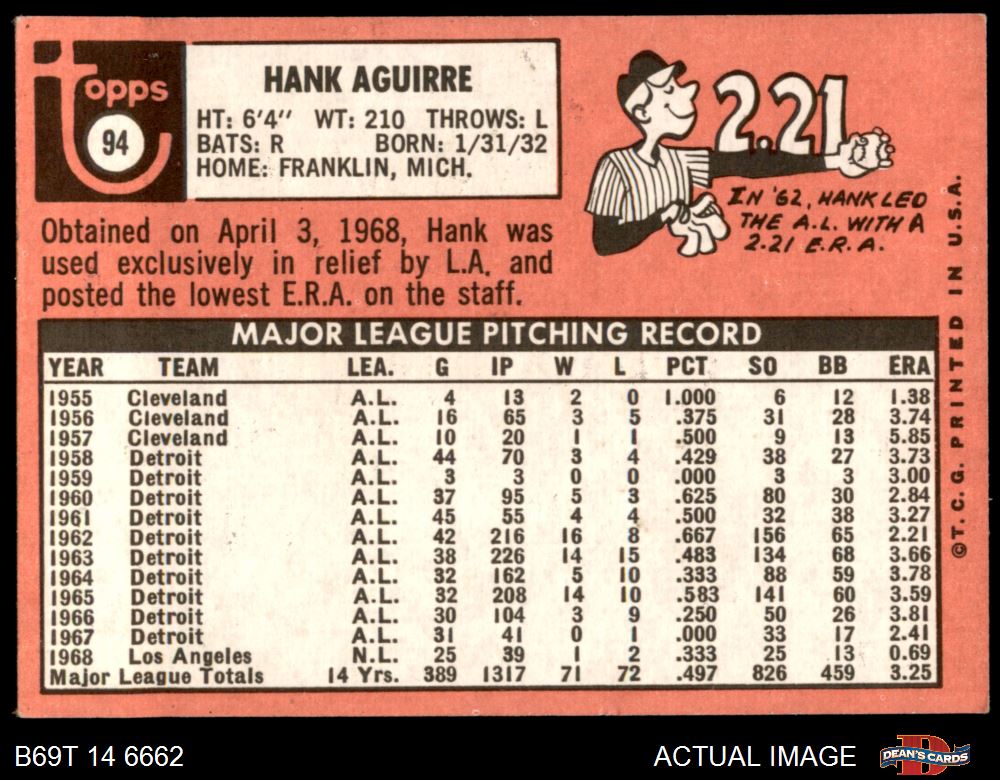 topps
94
HANK AGUIRRE
HT: 6'4" WT: 210 THROWS: L
BATS: R BORN: 1/31/32
HOME: FRANKLIN, MICH.
2.21
IN '62, HANK LED
THE A.L. WITH A
2.21 E.R.A.
Obtained on April 3, 1968, Hank was
used exclusively in relief by L.A. and
posted the lowest E.R.A. on the staff.
MAJOR LEAGUE PITCHING RECORD
YEAR TEAM LEA. G IP W L PCT SO BB ERA
1955 Cleveland A.L. 4 13 2 0 1.000 6 12 1.38
1956 Cleveland A.L. 16 65 3 5 .375 31 28 3.74
1957 Cleveland A.L. 10 20 1 1 .500 9 13 5.85
1958 Detroit A.L. 44 70 3 4 .429 38 27 3.73
1959 Detroit A.L. 3 3 0 0 .000 3 3 3.00
1960 Detroit A.L. 37 95 5 3 .625 80 30 2.84
1961 Detroit A.L. 45 55 4 4 .500 32 38 3.27
1962 Detroit A.L. 42 216 16 8 .667 156 65 2.21
1963 Detroit A.L. 38 226 14 15 .483 134 68 3.66
1964 Detroit A.L. 32 162 5 10 .333 88 59 3.78
1965 Detroit A.L. 32 208 14 10 .583 141 60 3.59
1966 Detroit A.L. 30 104 3 9 .250 50 26 3.81
1967 Detroit A.L. 31 41 0 1 .000 33 17 2.41
1968 Los Angeles N.L. 25 39 1 2 .333 25 13 0.69
Major League Totals 14 Yrs. 389 1317 71 72 .497 826 459 3.25
©T.C.G. PRINTED IN U.S.A.
B69T 14 6662
ACTUAL IMAGE
D
DEAN'S CARDS